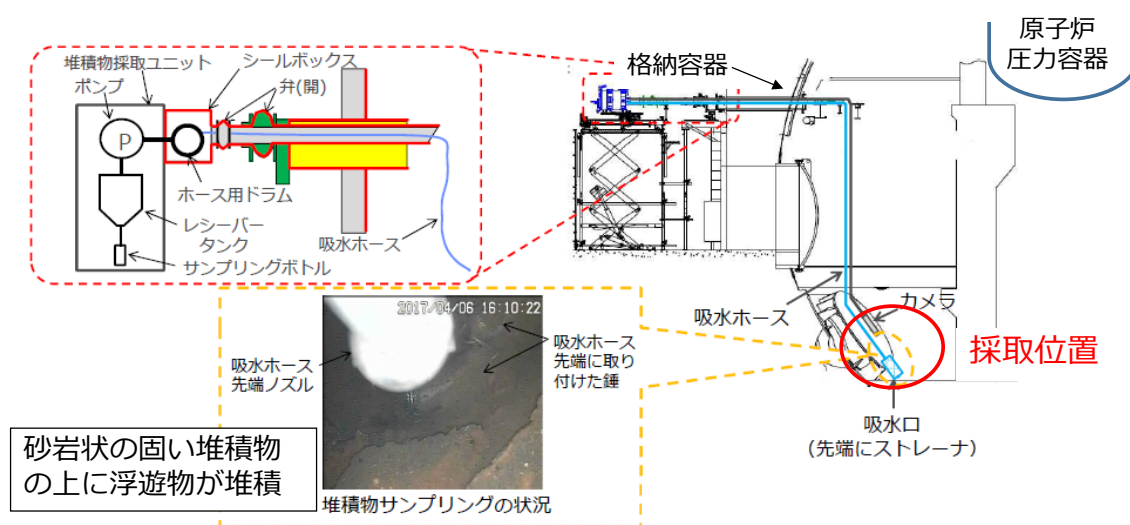 堆積物採取ユニット
シールボックス
ポンプ
弁(開)
P
ホース用ドラム
レシーバー
タンク
サンプリングボトル
吸水ホース
原子炉
圧力容器
格納容器
吸水ホース
カメラ
採取位置
吸水口
(先端にストレーナ)
2017/04/06 16:10:22
吸水ホース
先端ノズル
吸水ホース
先端に取り
付けた錘
砂岩状の固い堆積物
の上に浮遊物が堆積
堆積物サンプリングの状況